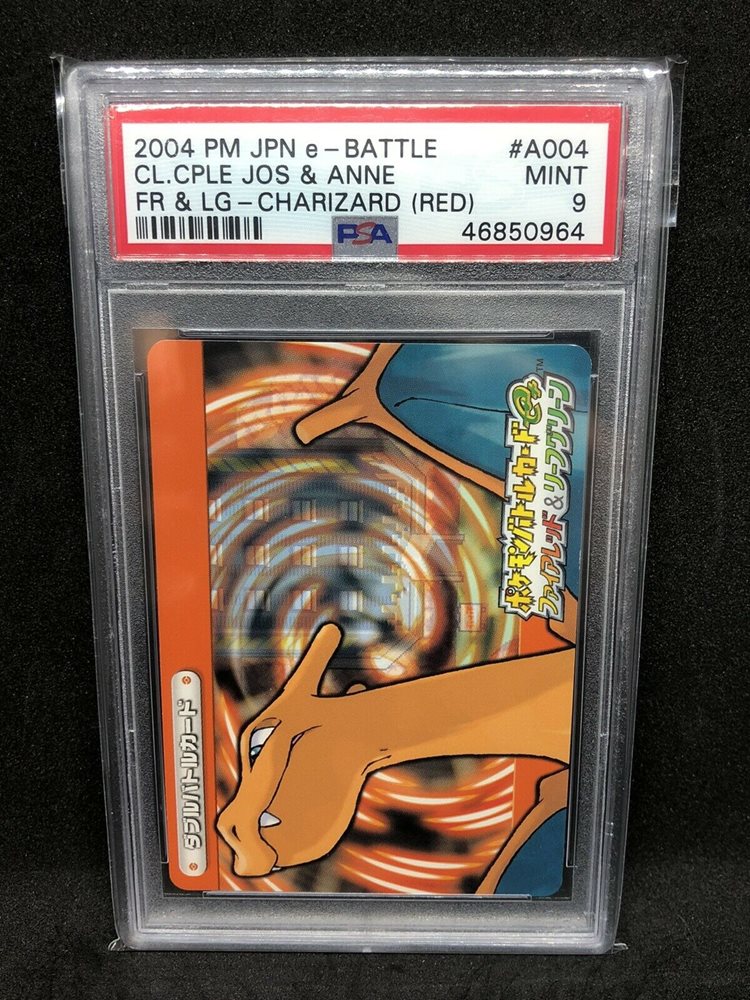 2004 PM JPN e-BATTLE #A004
CL.CPLE JOS & ANNE MINT
FR & LG-CHARIZARD (RED) 9
PSA 46850964
ポケモンバトルカードe+ TM
ファイアレッド&リーフグリーン
ダブルバトルカード